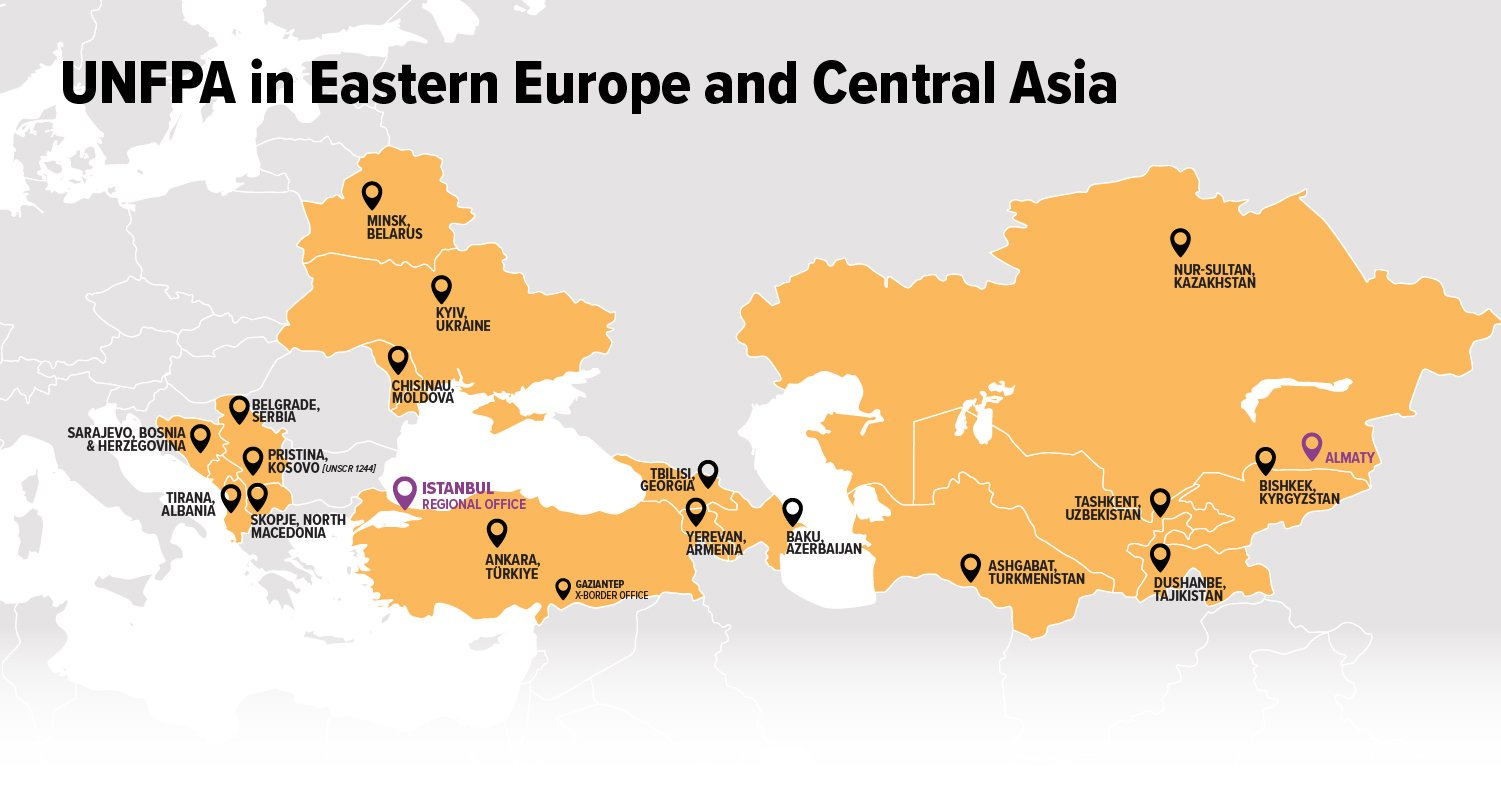 UNFPA in Eastern Europe and Central Asia
MINSK,
BELARUS
NUR-SULTAN,
KAZAKHSTAN
KYIV,
UKRAINE
CHISINAU,
MOLDOVA
BELGRADE,
SERBIA
SARAJEVO, BOSNIA
& HERZEGOVINA
PRISTINA,
KOSOVO [UNSCR 1244]
TIRANA,
ALBANIA
SKOPJE, NORTH
MACEDONIA
ISTANBUL
REGIONAL OFFICE
ANKARA,
TÜRKIYE
GAZIANTEP
X-BORDER OFFICE
TBILISI,
GEORGIA
YEREVAN,
ARMENIA
BAKU,
AZERBAIJAN
ALMATY
BISHKEK,
KYRGYZSTAN
TASHKENT,
UZBEKISTAN
ASHGABAT,
TURKMENISTAN
DUSHANBE,
TAJIKISTAN